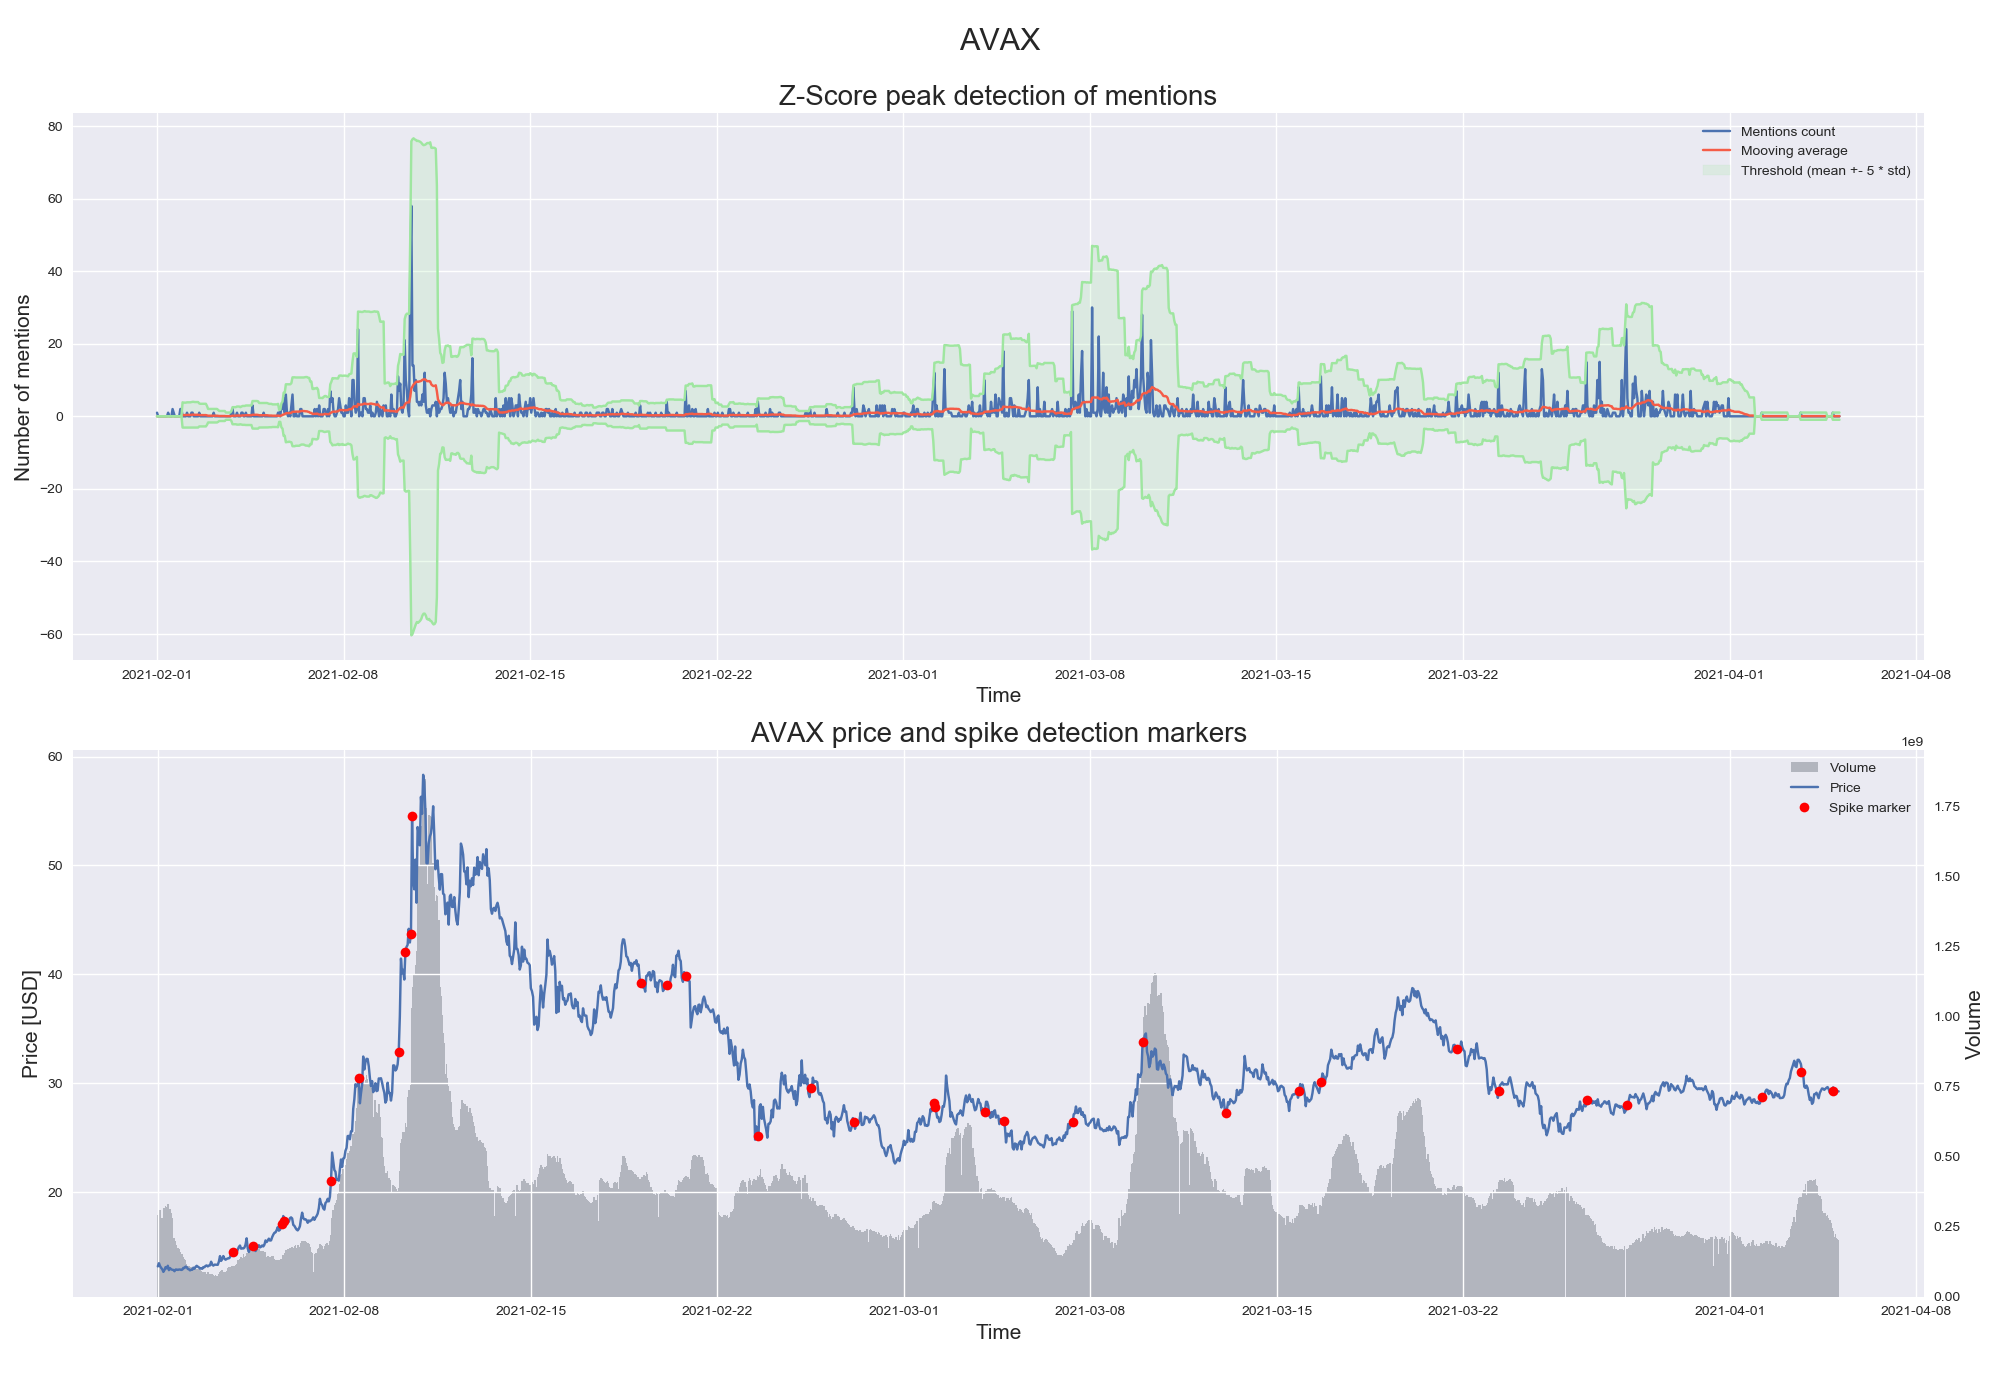 AVAX
Z-Score peak detection of mentions
Mentions count
Mooving average
Threshold (mean +- 5 * std)
Number of mentions
80
60
40
20
0
−20
−40
−60
2021-02-01 2021-02-08 2021-02-15 2021-02-22 2021-03-01 2021-03-08 2021-03-15 2021-03-22 2021-04-01 2021-04-08
Time
AVAX price and spike detection markers
1e9
Volume
Price
Spike marker
Price [USD]
60
50
40
30
20
1.75
1.50
1.25
1.00
0.75
0.50
0.25
0.00
Volume
2021-02-01 2021-02-08 2021-02-15 2021-02-22 2021-03-01 2021-03-08 2021-03-15 2021-03-22 2021-04-01 2021-04-08
Time